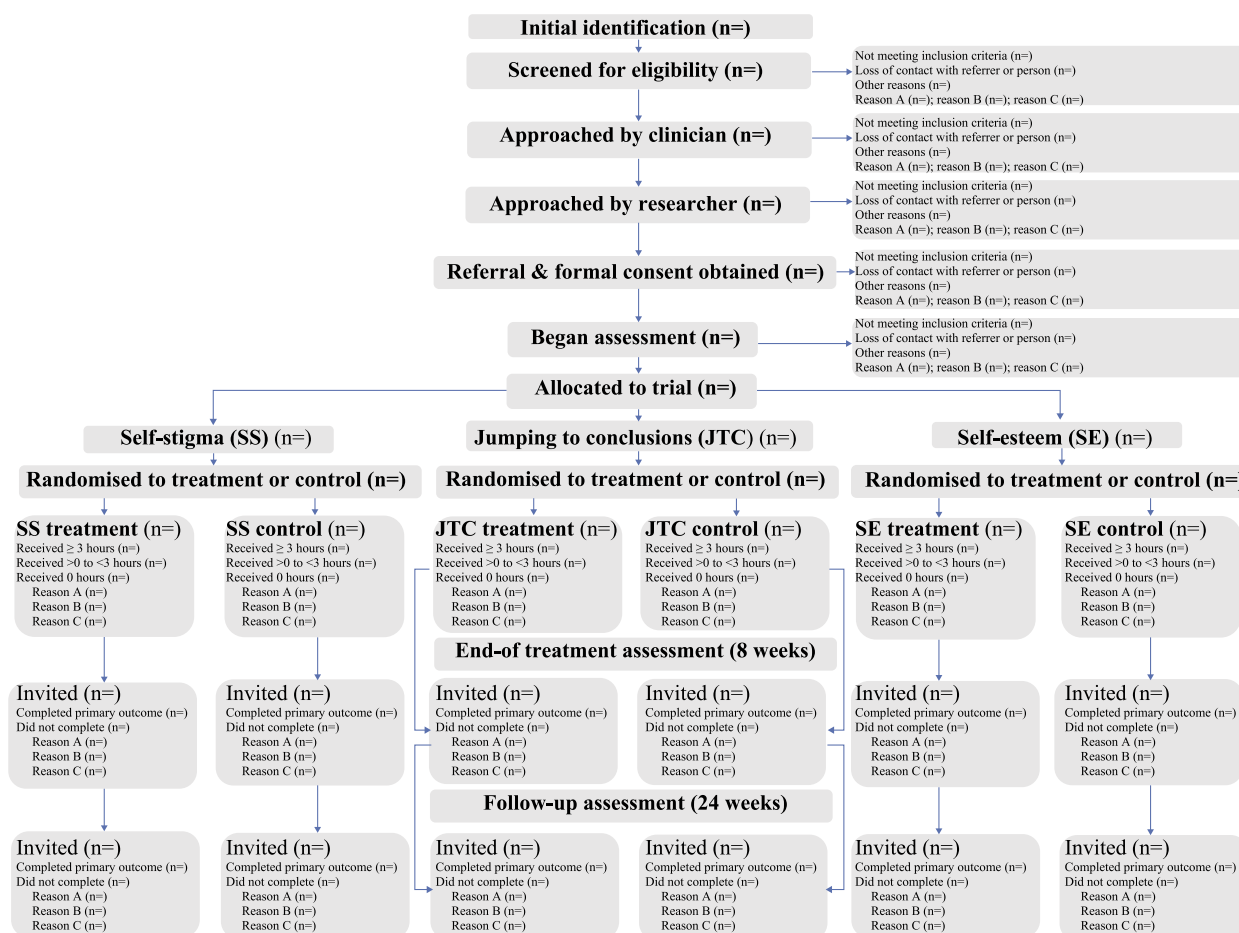 Initial identification (n=)
Screened for eligibility (n=)
Not meeting inclusion criteria (n=)
Loss of contact with referrer or person (n=)
Other reasons (n=)
Reason A (n=); reason B (n=); reason C (n=)
Approached by clinician (n=)
Not meeting inclusion criteria (n=)
Loss of contact with referrer or person (n=)
Other reasons (n=)
Reason A (n=); reason B (n=); reason C (n=)
Approached by researcher (n=)
Not meeting inclusion criteria (n=)
Loss of contact with referrer or person (n=)
Other reasons (n=)
Reason A (n=); reason B (n=); reason C (n=)
Referral & formal consent obtained (n=)
Not meeting inclusion criteria (n=)
Loss of contact with referrer or person (n=)
Other reasons (n=)
Reason A (n=); reason B (n=); reason C (n=)
Began assessment (n=)
Not meeting inclusion criteria (n=)
Loss of contact with referrer or person (n=)
Other reasons (n=)
Reason A (n=); reason B (n=); reason C (n=)
Allocated to trial (n=)
Self-stigma (SS) (n=)
Jumping to conclusions (JTC) (n=)
Self-esteem (SE) (n=)
Randomised to treatment or control (n=)
Randomised to treatment or control (n=)
Randomised to treatment or control (n=)
SS treatment (n=)
Received ≥ 3 hours (n=)
Received >0 to <3 hours (n=)
Received 0 hours (n=)
Reason A (n=)
Reason B (n=)
Reason C (n=)
SS control (n=)
Received ≥ 3 hours (n=)
Received >0 to <3 hours (n=)
Received 0 hours (n=)
Reason A (n=)
Reason B (n=)
Reason C (n=)
JTC treatment (n=)
Received ≥ 3 hours (n=)
Received >0 to <3 hours (n=)
Received 0 hours (n=)
Reason A (n=)
Reason B (n=)
Reason C (n=)
JTC control (n=)
Received ≥ 3 hours (n=)
Received >0 to <3 hours (n=)
Received 0 hours (n=)
Reason A (n=)
Reason B (n=)
Reason C (n=)
SE treatment (n=)
Received ≥ 3 hours (n=)
Received >0 to <3 hours (n=)
Received 0 hours (n=)
Reason A (n=)
Reason B (n=)
Reason C (n=)
SE control (n=)
Received ≥ 3 hours (n=)
Received >0 to <3 hours (n=)
Received 0 hours (n=)
Reason A (n=)
Reason B (n=)
Reason C (n=)
End-of treatment assessment (8 weeks)
Invited (n=)
Completed primary outcome (n=)
Did not complete (n=)
Reason A (n=)
Reason B (n=)
Reason C (n=)
Invited (n=)
Completed primary outcome (n=)
Did not complete (n=)
Reason A (n=)
Reason B (n=)
Reason C (n=)
Invited (n=)
Completed primary outcome (n=)
Did not complete (n=)
Reason A (n=)
Reason B (n=)
Reason C (n=)
Invited (n=)
Completed primary outcome (n=)
Did not complete (n=)
Reason A (n=)
Reason B (n=)
Reason C (n=)
Invited (n=)
Completed primary outcome (n=)
Did not complete (n=)
Reason A (n=)
Reason B (n=)
Reason C (n=)
Invited (n=)
Completed primary outcome (n=)
Did not complete (n=)
Reason A (n=)
Reason B (n=)
Reason C (n=)
Follow-up assessment (24 weeks)
Invited (n=)
Completed primary outcome (n=)
Did not complete (n=)
Reason A (n=)
Reason B (n=)
Reason C (n=)
Invited (n=)
Completed primary outcome (n=)
Did not complete (n=)
Reason A (n=)
Reason B (n=)
Reason C (n=)
Invited (n=)
Completed primary outcome (n=)
Did not complete (n=)
Reason A (n=)
Reason B (n=)
Reason C (n=)
Invited (n=)
Completed primary outcome (n=)
Did not complete (n=)
Reason A (n=)
Reason B (n=)
Reason C (n=)
Invited (n=)
Completed primary outcome (n=)
Did not complete (n=)
Reason A (n=)
Reason B (n=)
Reason C (n=)
Invited (n=)
Completed primary outcome (n=)
Did not complete (n=)
Reason A (n=)
Reason B (n=)
Reason C (n=)